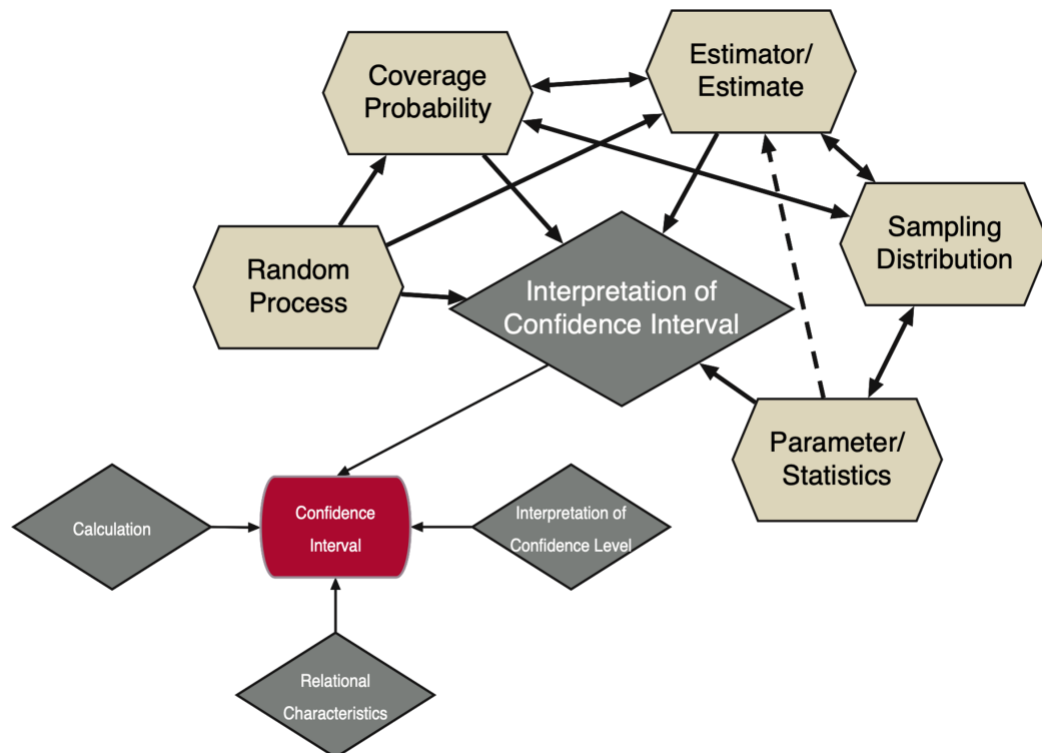 Coverage
Probability
Estimator/
Estimate
Sampling
Distribution
Random
Process
Interpretation of
Confidence Interval
Parameter/
Statistics
Calculation
Confidence
Interval
Interpretation of
Confidence Level
Relational
Characteristics